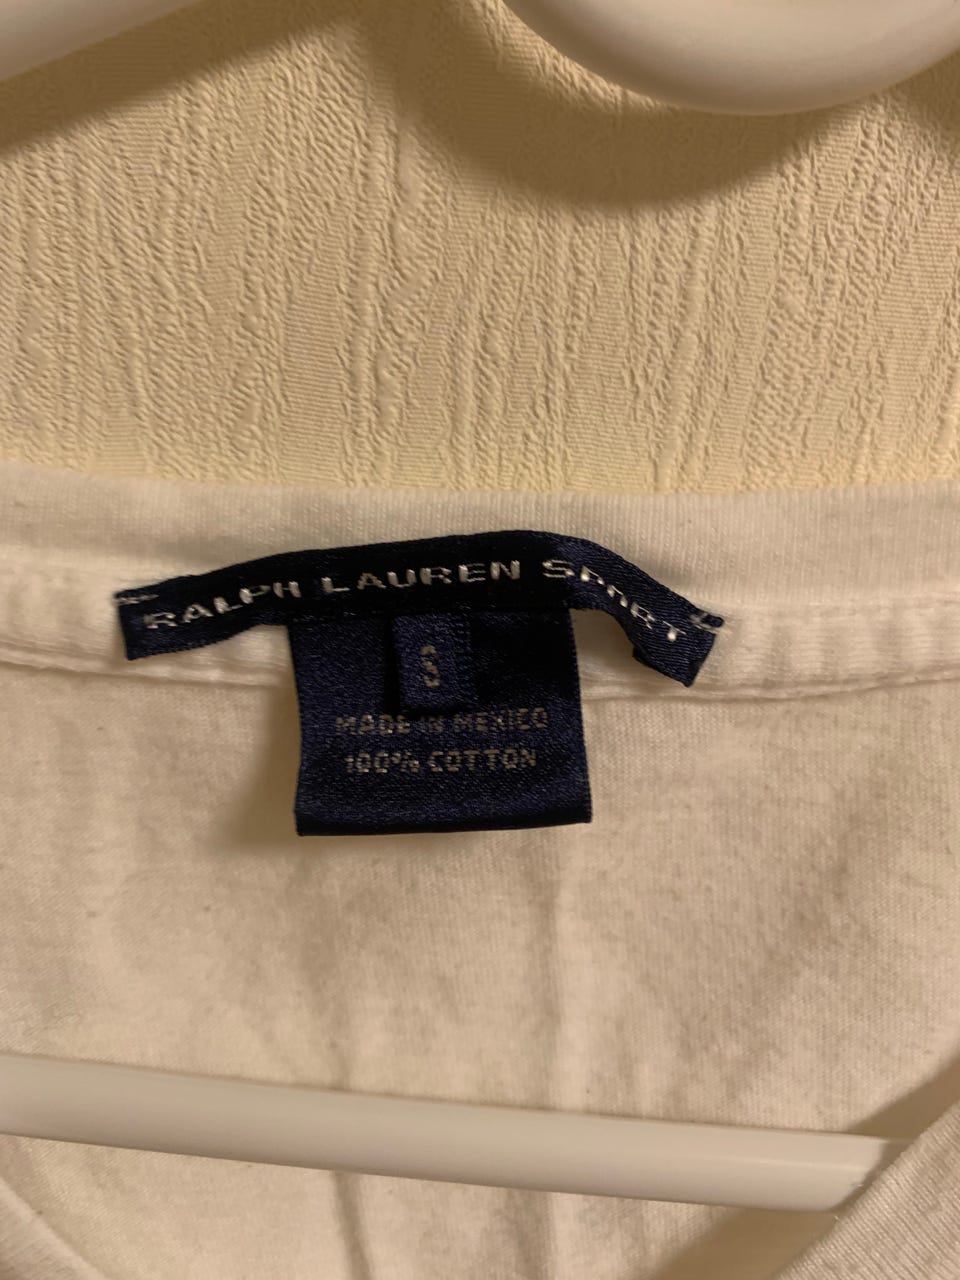 RALPH LAUREN SPORT
S
MADE IN MEXICO
100% COTTON